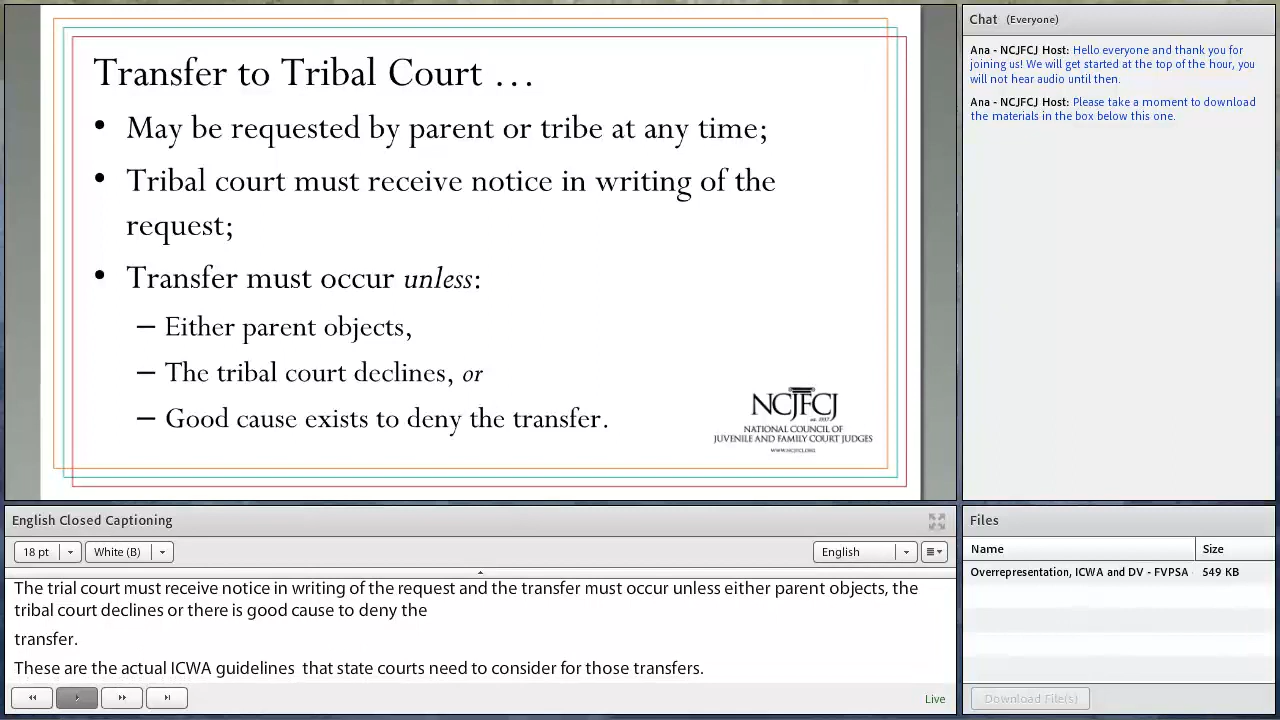 Transfer to Tribal Court …
• May be requested by parent or tribe at any time;
• Tribal court must receive notice in writing of the
request;
• Transfer must occur unless:
– Either parent objects,
– The tribal court declines, or
– Good cause exists to deny the transfer.
NCJFCJ
est. 1937
NATIONAL COUNCIL OF
JUVENILE AND FAMILY COURT JUDGES
WWW.NCJFCJ.ORG
Chat (Everyone)
Ana - NCJFCJ Host: Hello everyone and thank you for
joining us! We will get started at the top of the hour, you
will not hear audio until then.
Ana - NCJFCJ Host: Please take a moment to download
the materials in the box below this one.
English Closed Captioning
18 pt White (B) English
The trial court must receive notice in writing of the request and the transfer must occur unless either parent objects, the
tribal court declines or there is good cause to deny the
transfer.
These are the actual ICWA guidelines that state courts need to consider for those transfers.
Live
Files
Name Size
Overrepresentation, ICWA and DV - FVPSA 549 KB
Download File(s)